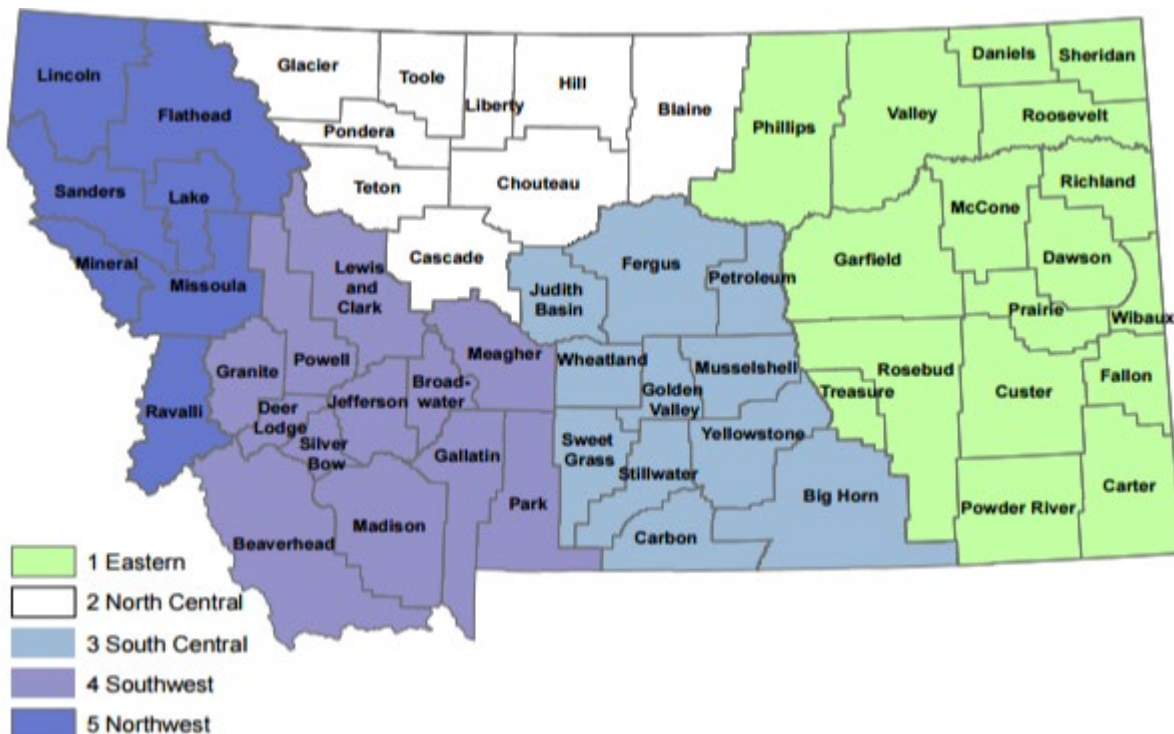 Lincoln
Flathead
Glacier
Toole
Liberty
Hill
Blaine
Phillips
Valley
Daniels
Sheridan
Roosevelt
Pondera
Teton
Chouteau
Sanders
Lake
Richland
McCone
Mineral
Missoula
Lewis
and
Clark
Cascade
Judith
Basin
Fergus
Petroleum
Garfield
Dawson
Prairie
Wibaux
Ravalli
Granite
Powell
Meagher
Wheatland
Golden
Valley
Musselshell
Treasure
Rosebud
Custer
Fallon
Deer
Lodge
Silver
Bow
Jefferson
Broad-
water
Gallatin
Sweet
Grass
Stillwater
Yellowstone
Big Horn
Powder River
Carter
Beaverhead
Madison
Park
Carbon
1 Eastern
2 North Central
3 South Central
4 Southwest
5 Northwest